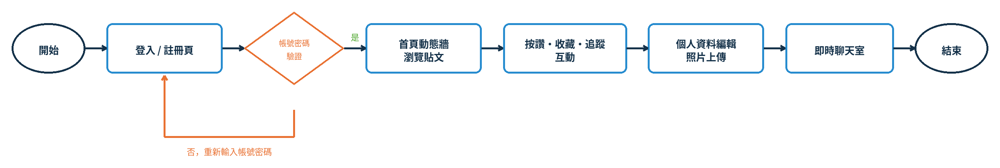 開始
登入 / 註冊頁
帳號密碼
驗證
是
首頁動態牆
瀏覽貼文
按讚・收藏・追蹤
互動
個人資料編輯
照片上傳
即時聊天室
結束
否，重新輸入帳號密碼